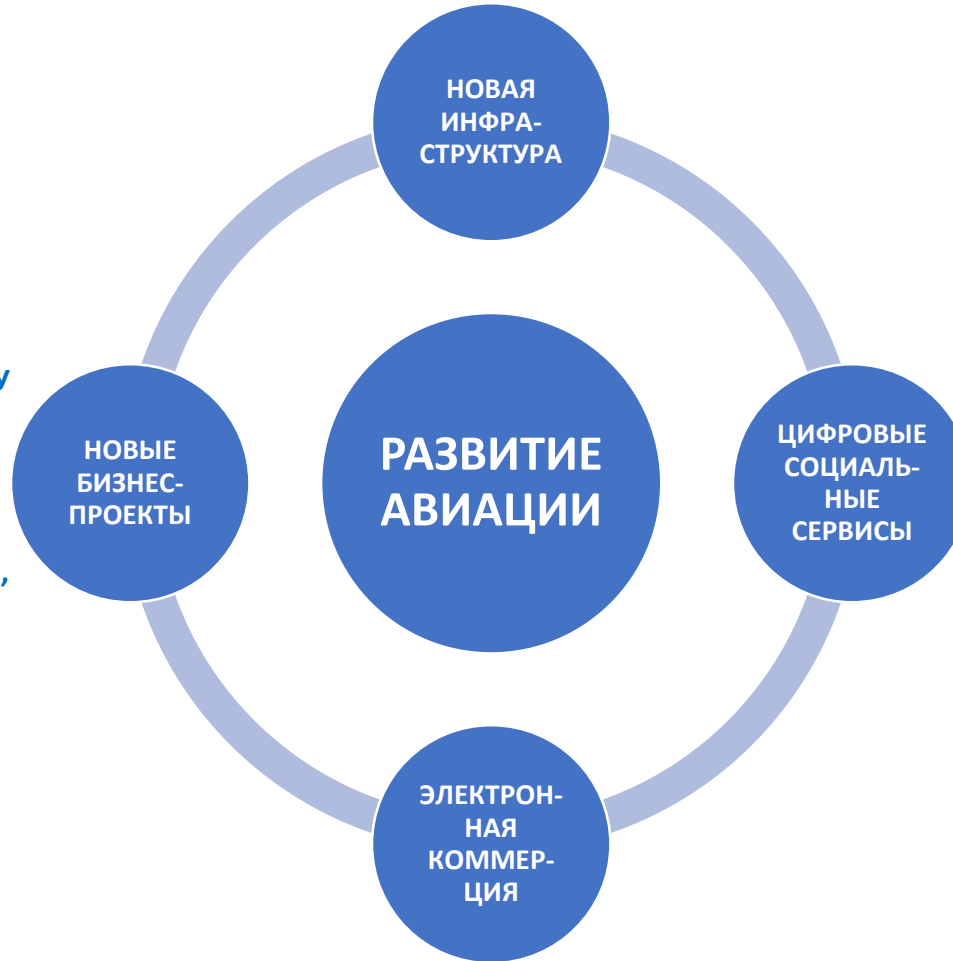 НОВАЯ
ИНФРА-
СТРУКТУРА
у
НОВЫЕ
БИЗНЕС-
ПРОЕКТЫ
,
РАЗВИТИЕ
АВИАЦИИ
ЦИФРОВЫЕ
СОЦИАЛЬ-
НЫЕ
СЕРВИСЫ
ЭЛЕКТРОН-
НАЯ
КОММЕР-
ЦИЯ